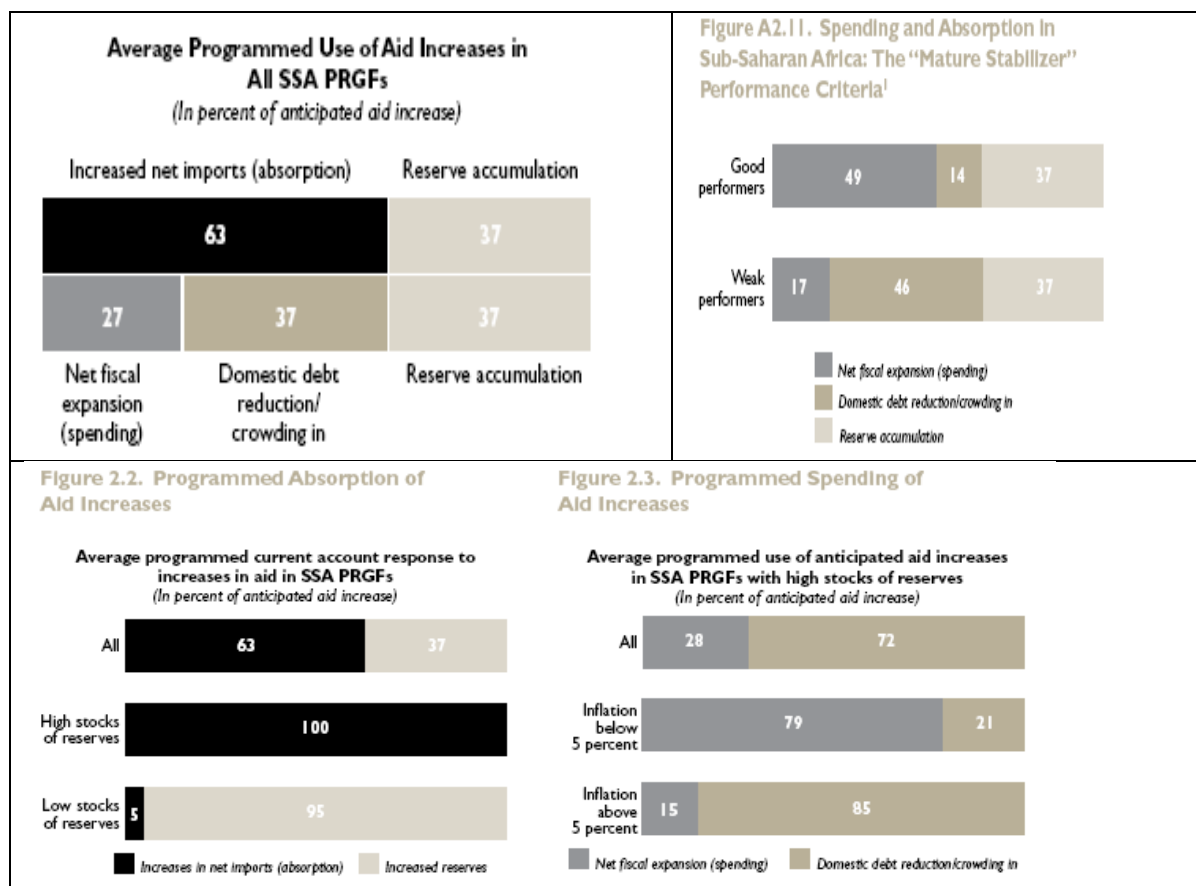 Average Programmed Use of Aid Increases in
All SSA PRGFs
(In percent of anticipated aid increase)
Increased net imports (absorption)
Reserve accumulation
63
37
27
37
37
Net fiscal
expansion
(spending)
Domestic debt
reduction/
crowding in
Reserve accumulation
Figure A2.11. Spending and Absorption in
Sub-Saharan Africa: The “Mature Stabilizer”
Performance Criteria¹
Good
performers
49
14
37
Weak
performers
17
46
37
Net fiscal expansion (spending)
Domestic debt reduction/crowding in
Reserve accumulation
Figure 2.2. Programmed Absorption of
Aid Increases
Average programmed current account response to
increases in aid in SSA PRGFs
(In percent of anticipated aid increase)
All
63
37
High stocks
of reserves
100
Low stocks
of reserves
5
95
Increases in net imports (absorption)
Increased reserves
Figure 2.3. Programmed Spending of
Aid Increases
Average programmed use of anticipated aid increases
in SSA PRGFs with high stocks of reserves
(In percent of anticipated aid increase)
All
28
72
Inflation
below
5 percent
79
21
Inflation
above
5 percent
15
85
Net fiscal expansion (spending)
Domestic debt reduction/crowding in